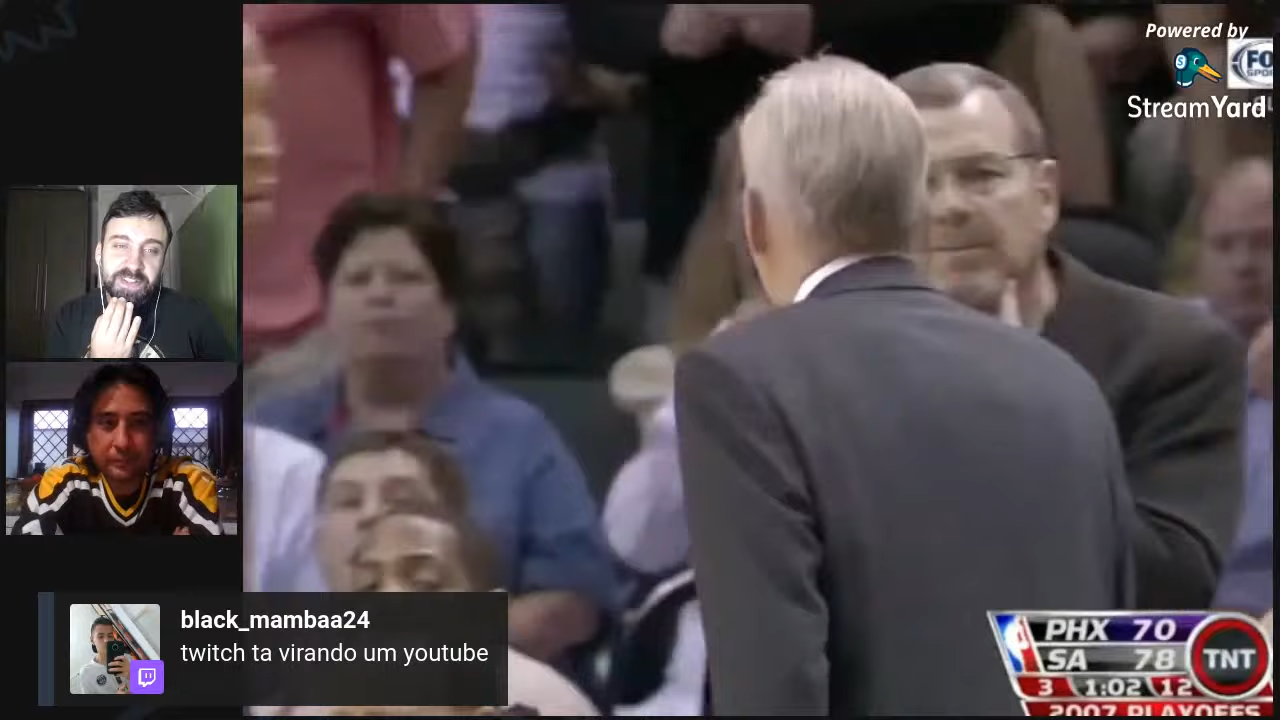 Powered by
FO
StreamYard
black_mambaa24
twitch ta virando um youtube
PHX 70
SA 78
TNT
3 1:02 12
2007 PLAYOFFS